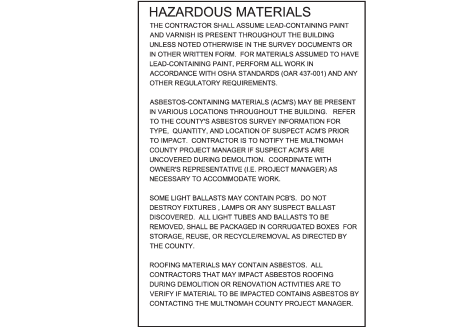 HAZARDOUS MATERIALS
THE CONTRACTOR SHALL ASSUME LEAD-CONTAINING PAINT
AND VARNISH IS PRESENT THROUGHOUT THE BUILDING
UNLESS NOTED OTHERWISE IN THE SURVEY DOCUMENTS OR
IN OTHER WRITTEN FORM. FOR MATERIALS ASSUMED TO HAVE
LEAD-CONTAINING PAINT, PERFORM ALL WORK IN
ACCORDANCE WITH OSHA STANDARDS (OAR 437-001) AND ANY
OTHER REGULATORY REQUIREMENTS.
ASBESTOS-CONTAINING MATERIALS (ACM'S) MAY BE PRESENT
IN VARIOUS LOCATIONS THROUGHOUT THE BUILDING. REFER
TO THE COUNTY'S ASBESTOS SURVEY INFORMATION FOR
TYPE, QUANTITY, AND LOCATION OF SUSPECT ACM'S PRIOR
TO IMPACT. CONTRACTOR IS TO NOTIFY THE MULTNOMAH
COUNTY PROJECT MANAGER IF SUSPECT ACM'S ARE
UNCOVERED DURING DEMOLITION. COORDINATE WITH
OWNER'S REPRESENTATIVE (I.E. PROJECT MANAGER) AS
NECESSARY TO ACCOMMODATE WORK.
SOME LIGHT BALLASTS MAY CONTAIN PCB'S. DO NOT
DESTROY FIXTURES , LAMPS OR ANY SUSPECT BALLAST
DISCOVERED. ALL LIGHT TUBES AND BALLASTS TO BE
REMOVED, SHALL BE PACKAGED IN CORRUGATED BOXES FOR
STORAGE, REUSE, OR RECYCLE/REMOVAL AS DIRECTED BY
THE COUNTY.
ROOFING MATERIALS MAY CONTAIN ASBESTOS. ALL
CONTRACTORS THAT MAY IMPACT ASBESTOS ROOFING
DURING DEMOLITION OR RENOVATION ACTIVITIES ARE TO
VERIFY IF MATERIAL TO BE IMPACTED CONTAINS ASBESTOS BY
CONTACTING THE MULTNOMAH COUNTY PROJECT MANAGER.